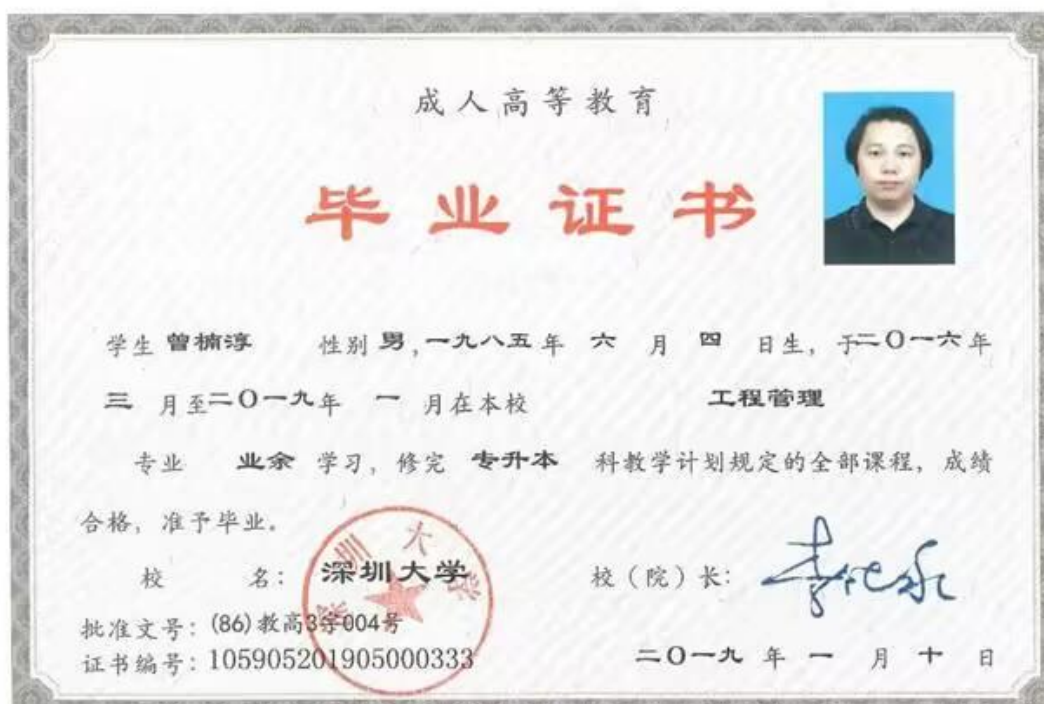 成人高等教育
毕业证书
学生 曾楠淳 性别 男,一九八五年 六 月 四 日生，于二〇一六年
三 月至二〇一九年 一 月在本校 工程管理
专业 业余 学习，修完 专升本 科教学计划规定的全部课程，成绩
合格，准予毕业。
校 名： 深圳大学 校（院）长：
批准文号：(86)教高3字004号
证书编号：105905201905000333 二〇一九 年 一 月 十 日
深圳大学